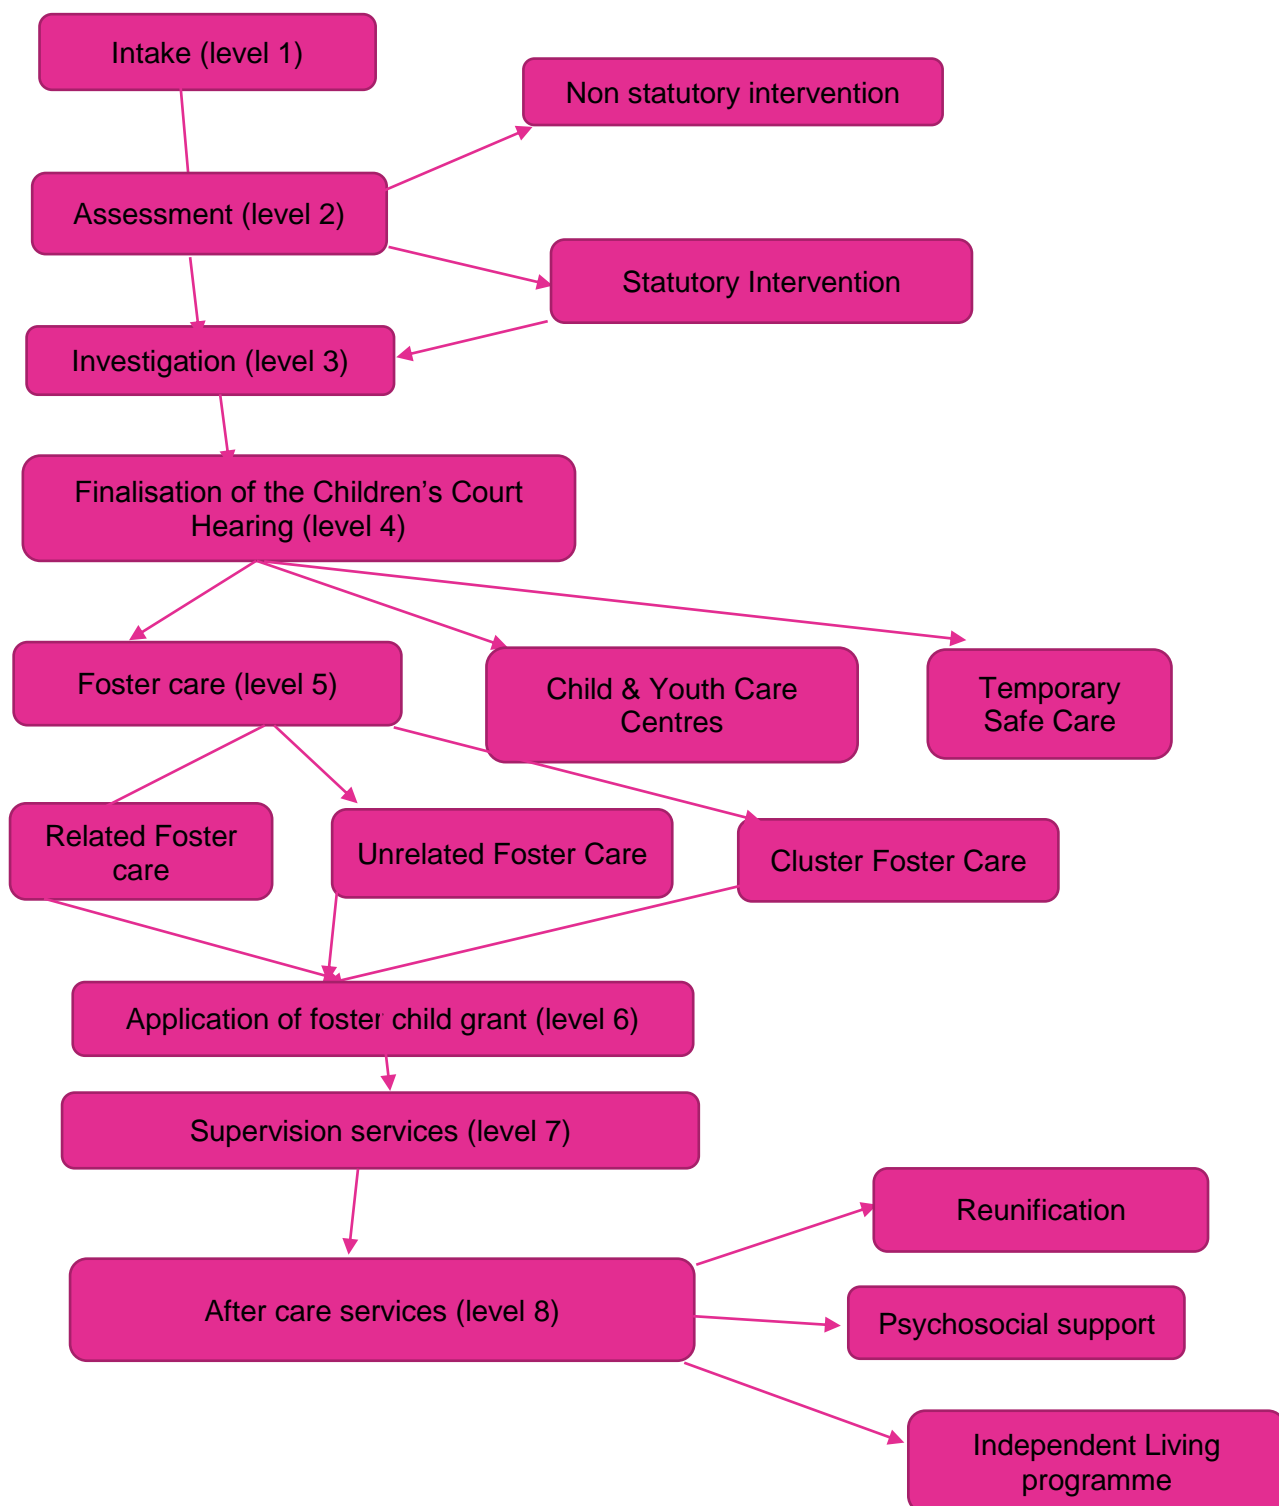 Intake (level 1)
Non statutory intervention
Assessment (level 2)
Statutory Intervention
Investigation (level 3)
Finalisation of the Children’s Court
Hearing (level 4)
Foster care (level 5)
Child & Youth Care
Centres
Temporary
Safe Care
Related Foster
care
Unrelated Foster Care
Cluster Foster Care
Application of foster child grant (level 6)
Supervision services (level 7)
Reunification
After care services (level 8)
Psychosocial support
Independent Living
programme